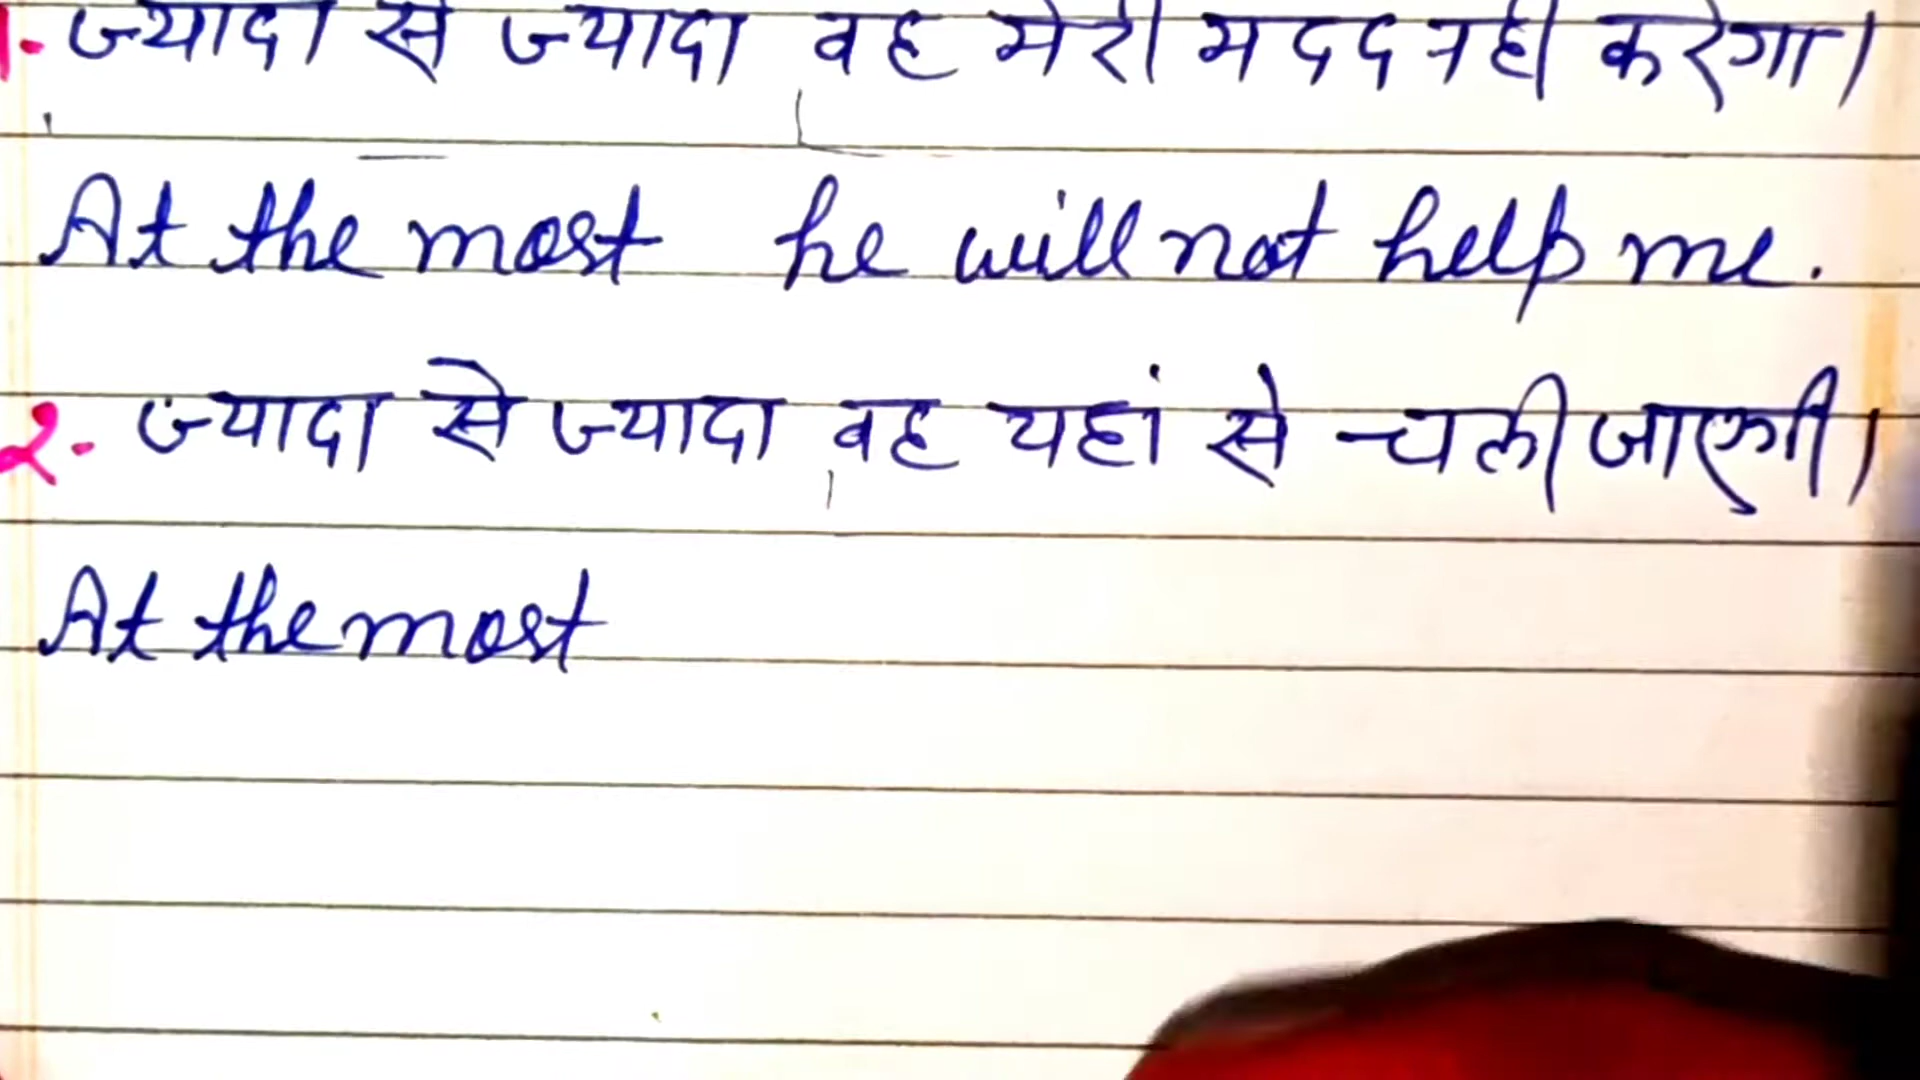 1. ज्यादा से ज्यादा वह मेरी मदद नही करेगा।
At the most he will not help me.
२. ज्यादा से ज्यादा वह यहां से चली जाएगी।
At the most